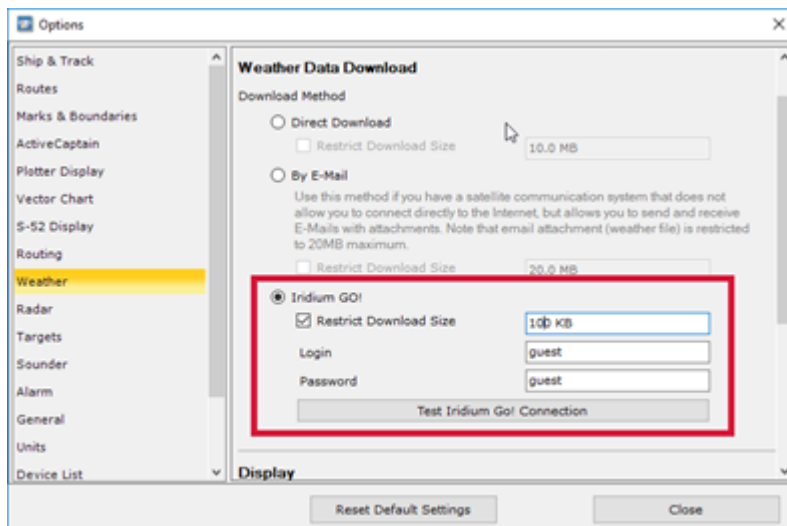 Options
Ship & Track
Routes
Marks & Boundaries
ActiveCaptain
Plotter Display
Vector Chart
S-52 Display
Routing
Weather
Radar
Targets
Sounder
Alarm
General
Units
Device List
Weather Data Download
Download Method
Direct Download
Restrict Download Size
10.0 MB
By E-Mail
Use this method if you have a satellite communication system that does not
allow you to connect directly to the Internet, but allows you to send and receive
E-Mails with attachments. Note that email attachment (weather file) is restricted
to 20MB maximum.
Restrict Download Size
20.0 MB
Iridium GO!
Restrict Download Size
100 KB
Login
guest
Password
guest
Test Iridium Go! Connection
Display
Reset Default Settings
Close